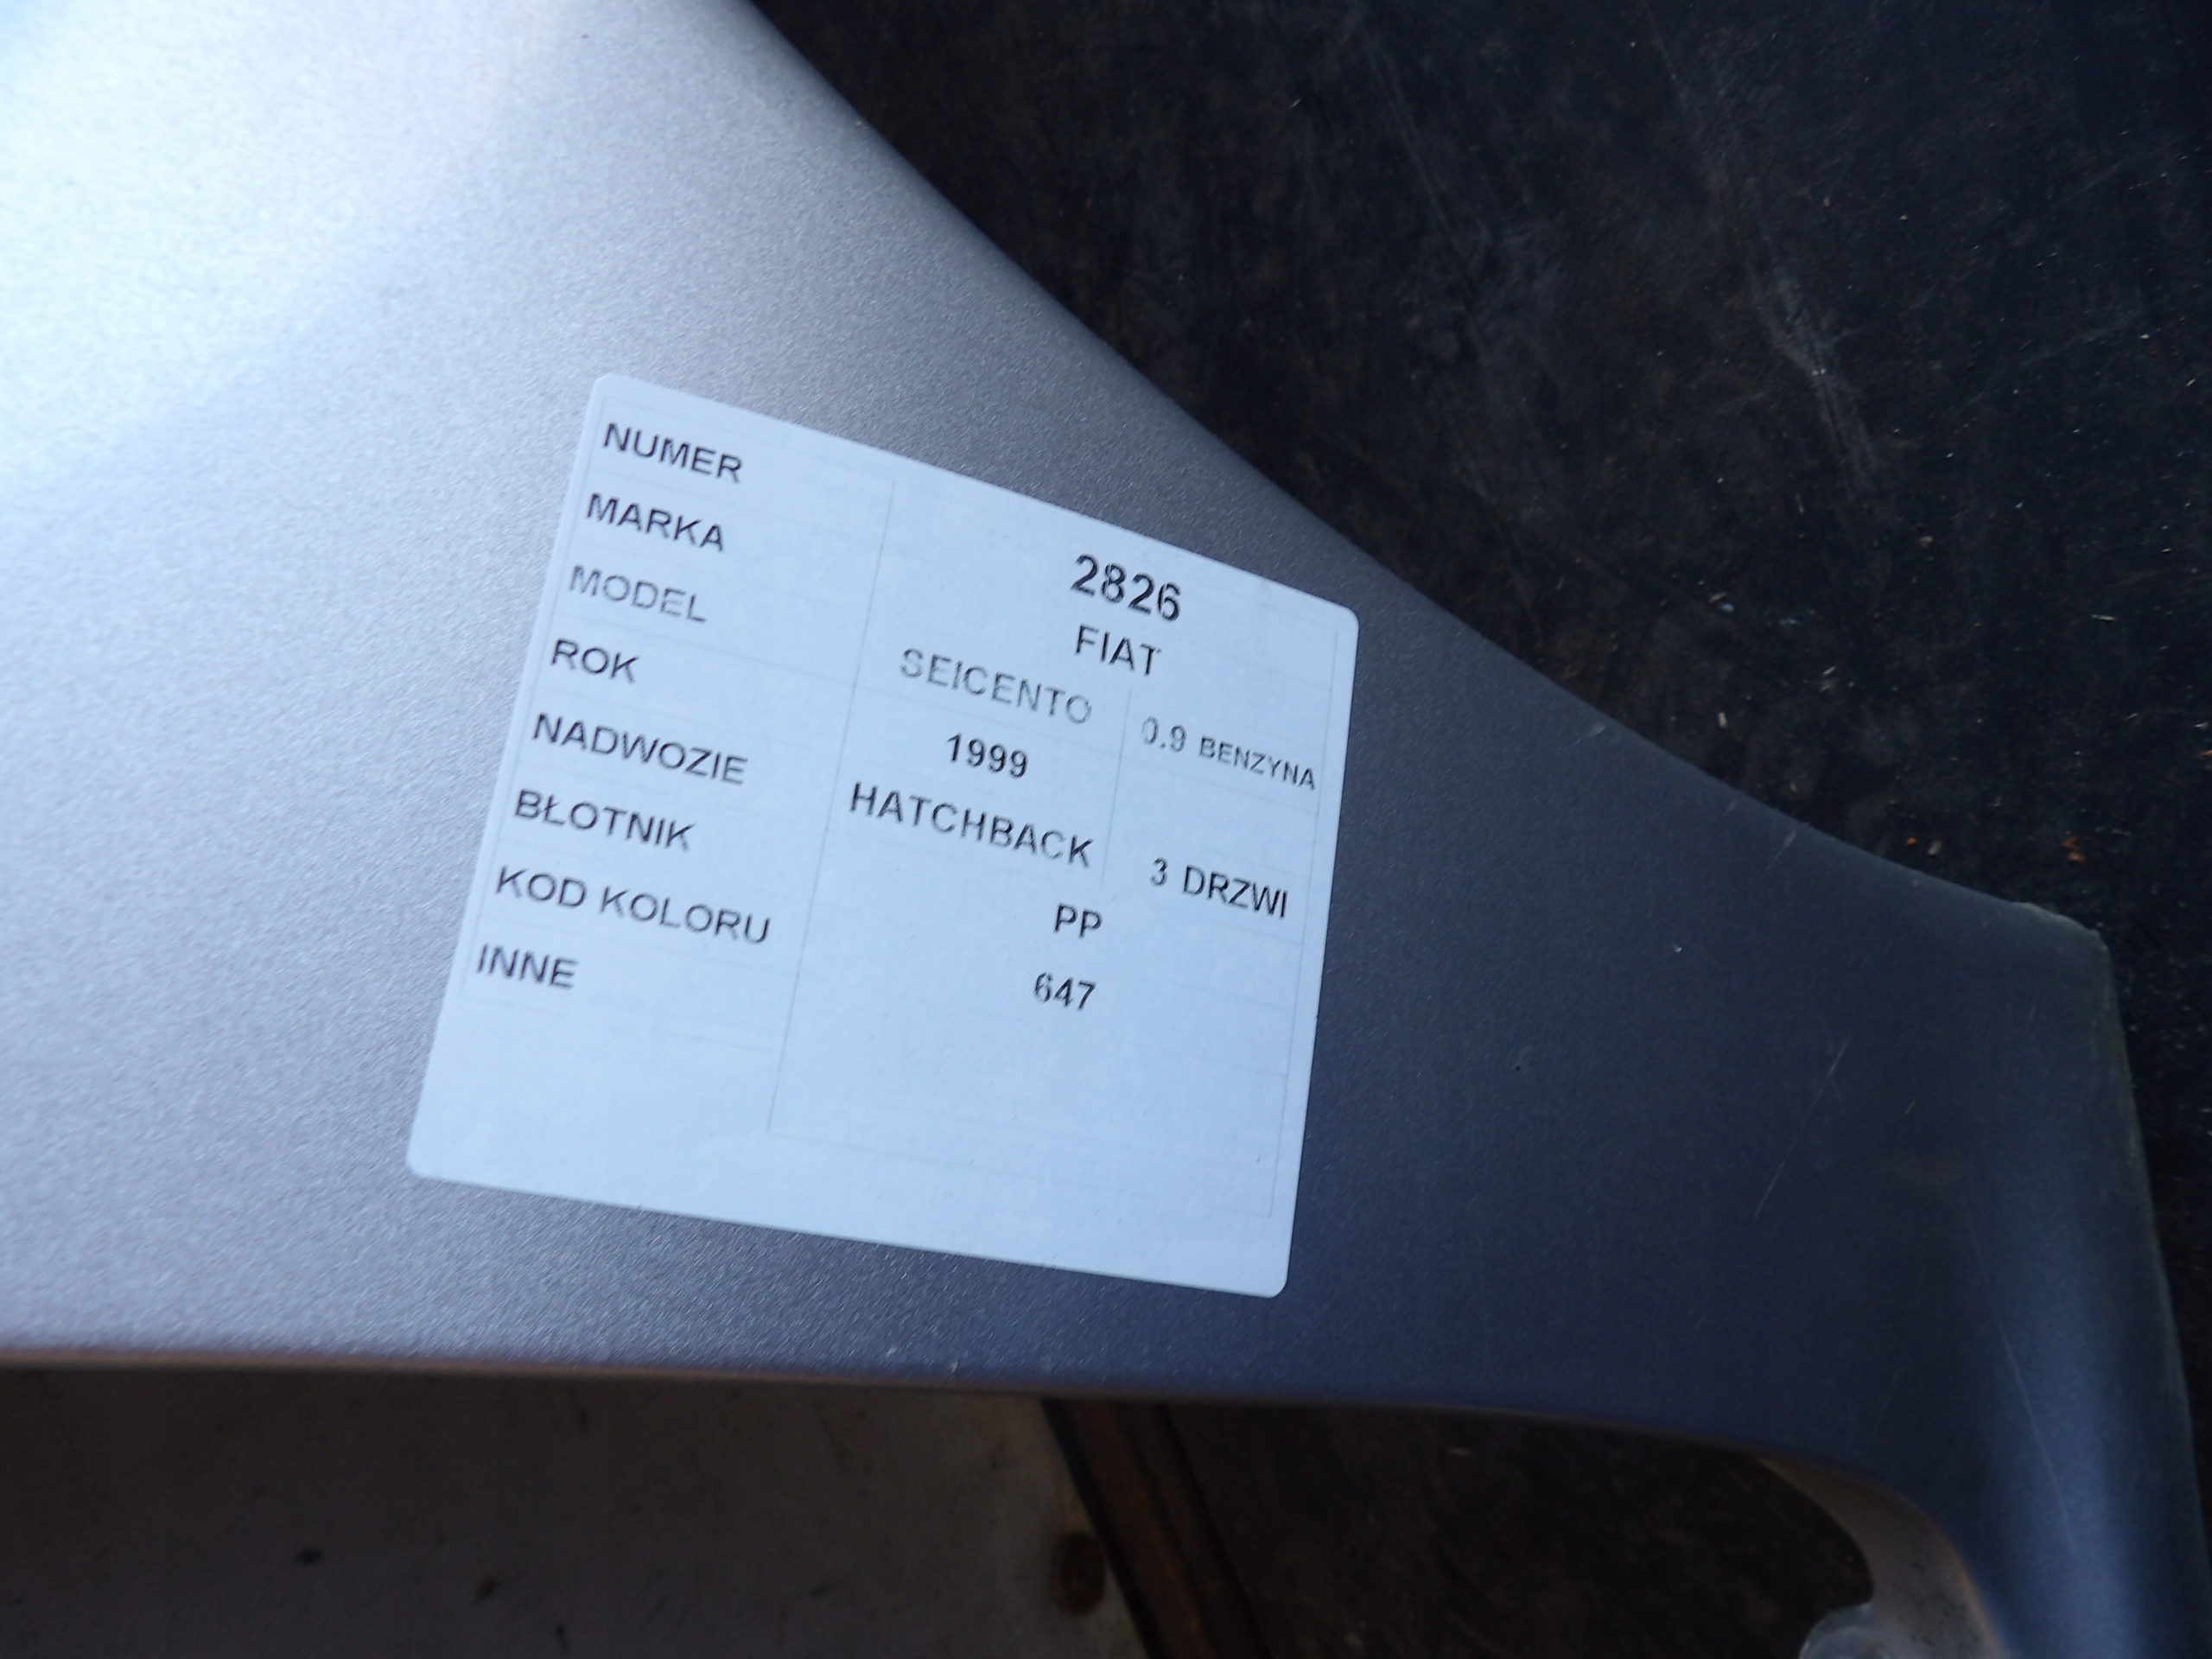 NUMER 2826
MARKA FIAT
MODEL SEICENTO 0.9 BENZYNA
ROK 1999
NADWOZIE HATCHBACK 3 DRZWI
BŁOTNIK PP
KOD KOLORU 647
INNE